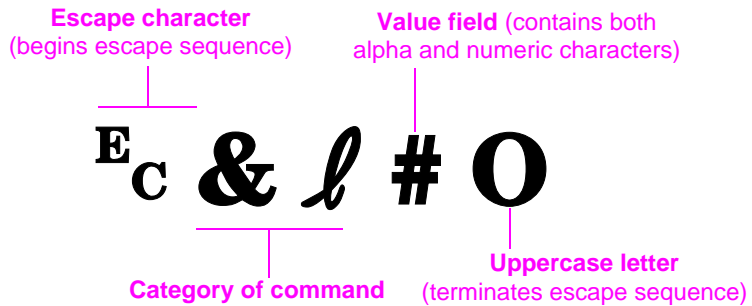 Escape character
(begins escape sequence)
Value field (contains both
alpha and numeric characters)
E
C & ℓ # O
Category of command
Uppercase letter
(terminates escape sequence)